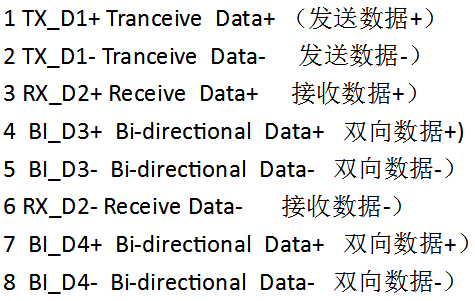 1 TX_D1+ Tranceive Data+ （发送数据+）
2 TX_D1- Tranceive Data- 发送数据-）
3 RX_D2+ Receive Data+ 接收数据+）
4 BI_D3+ Bi-directional Data+ 双向数据+)
5 BI_D3- Bi-directional Data- 双向数据-）
6 RX_D2- Receive Data- 接收数据-）
7 BI_D4+ Bi-directional Data+ 双向数据+）
8 BI_D4- Bi-directional Data- 双向数据-）